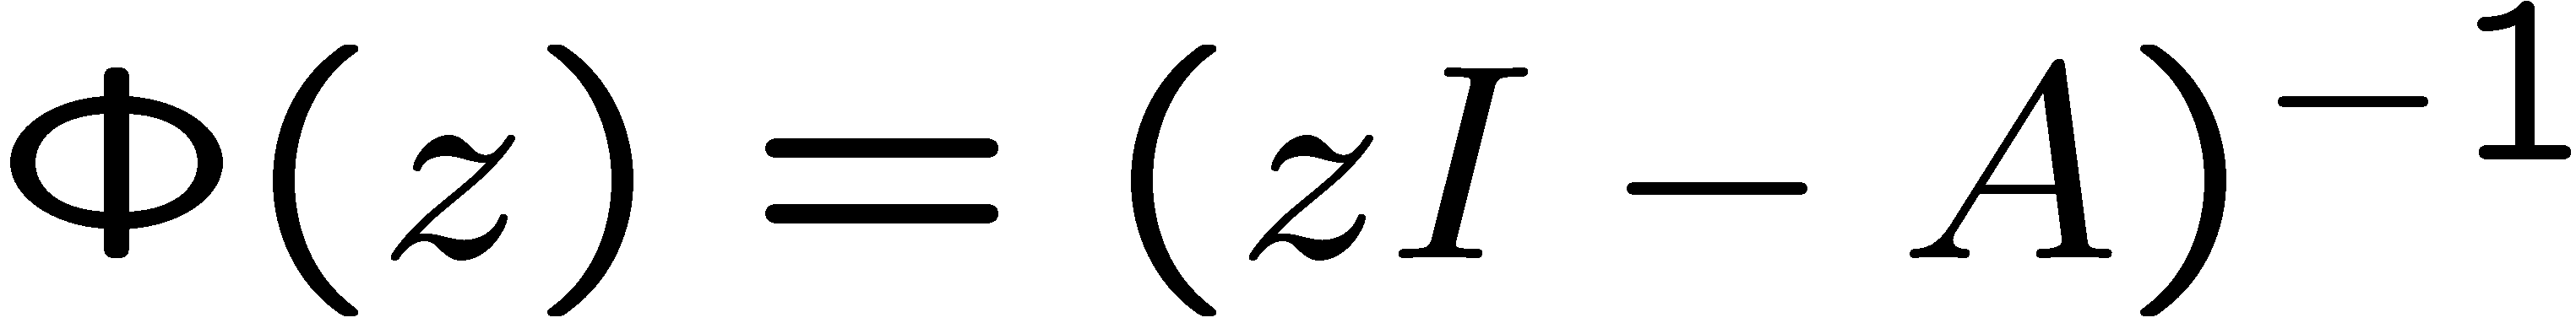 Φ(z) = (zI − A)⁻¹